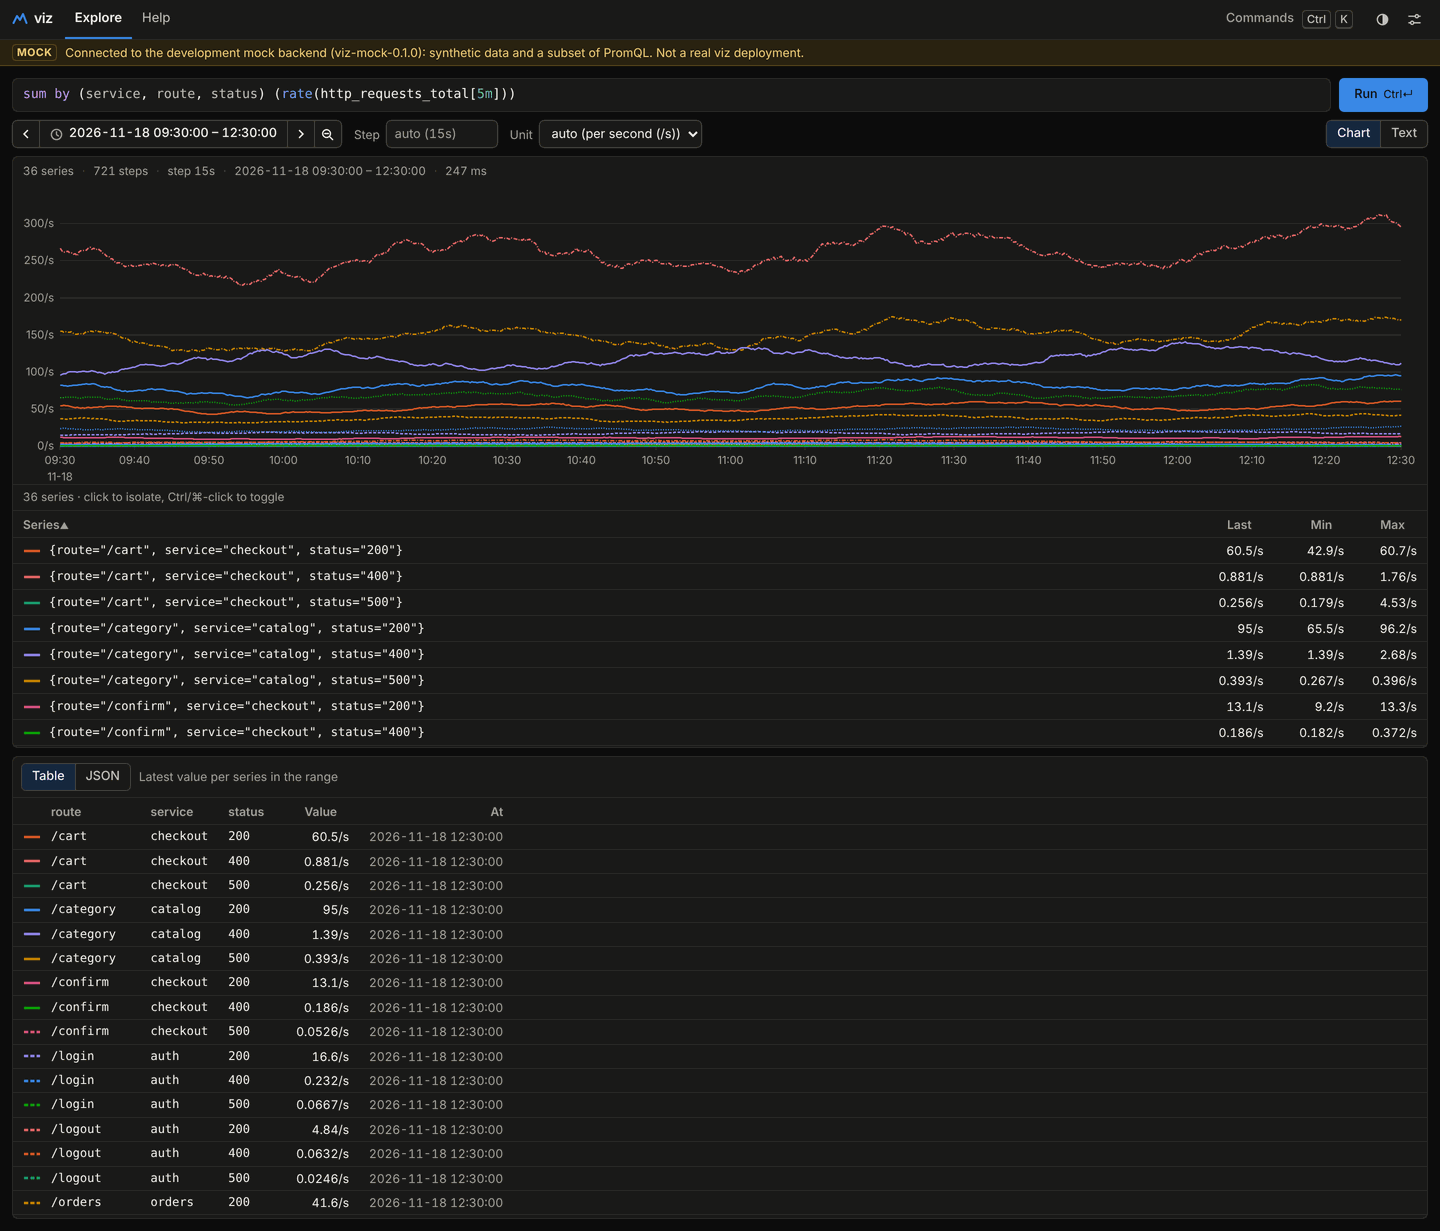 viz Explore Help Commands Ctrl K
MOCK Connected to the development mock backend (viz-mock-0.1.0): synthetic data and a subset of PromQL. Not a real viz deployment.
sum by (service, route, status) (rate(http_requests_total[5m])) Run Ctrl↵
2026-11-18 09:30:00 – 12:30:00 Step auto (15s) Unit auto (per second (/s)) Chart Text
36 series · 721 steps · step 15s · 2026-11-18 09:30:00 – 12:30:00 · 247 ms
300/s
250/s
200/s
150/s
100/s
50/s
0/s
09:30 09:40 09:50 10:00 10:10 10:20 10:30 10:40 10:50 11:00 11:10 11:20 11:30 11:40 11:50 12:00 12:10 12:20 12:30
11-18
36 series · click to isolate, Ctrl/⌘-click to toggle
Series▲ Last Min Max
{route="/cart", service="checkout", status="200"} 60.5/s 42.9/s 60.7/s
{route="/cart", service="checkout", status="400"} 0.881/s 0.881/s 1.76/s
{route="/cart", service="checkout", status="500"} 0.256/s 0.179/s 4.53/s
{route="/category", service="catalog", status="200"} 95/s 65.5/s 96.2/s
{route="/category", service="catalog", status="400"} 1.39/s 1.39/s 2.68/s
{route="/category", service="catalog", status="500"} 0.393/s 0.267/s 0.396/s
{route="/confirm", service="checkout", status="200"} 13.1/s 9.2/s 13.3/s
{route="/confirm", service="checkout", status="400"} 0.186/s 0.182/s 0.372/s
Table JSON Latest value per series in the range
route service status Value At
/cart checkout 200 60.5/s 2026-11-18 12:30:00
/cart checkout 400 0.881/s 2026-11-18 12:30:00
/cart checkout 500 0.256/s 2026-11-18 12:30:00
/category catalog 200 95/s 2026-11-18 12:30:00
/category catalog 400 1.39/s 2026-11-18 12:30:00
/category catalog 500 0.393/s 2026-11-18 12:30:00
/confirm checkout 200 13.1/s 2026-11-18 12:30:00
/confirm checkout 400 0.186/s 2026-11-18 12:30:00
/confirm checkout 500 0.0526/s 2026-11-18 12:30:00
/login auth 200 16.6/s 2026-11-18 12:30:00
/login auth 400 0.232/s 2026-11-18 12:30:00
/login auth 500 0.0667/s 2026-11-18 12:30:00
/logout auth 200 4.84/s 2026-11-18 12:30:00
/logout auth 400 0.0632/s 2026-11-18 12:30:00
/logout auth 500 0.0246/s 2026-11-18 12:30:00
/orders orders 200 41.6/s 2026-11-18 12:30:00